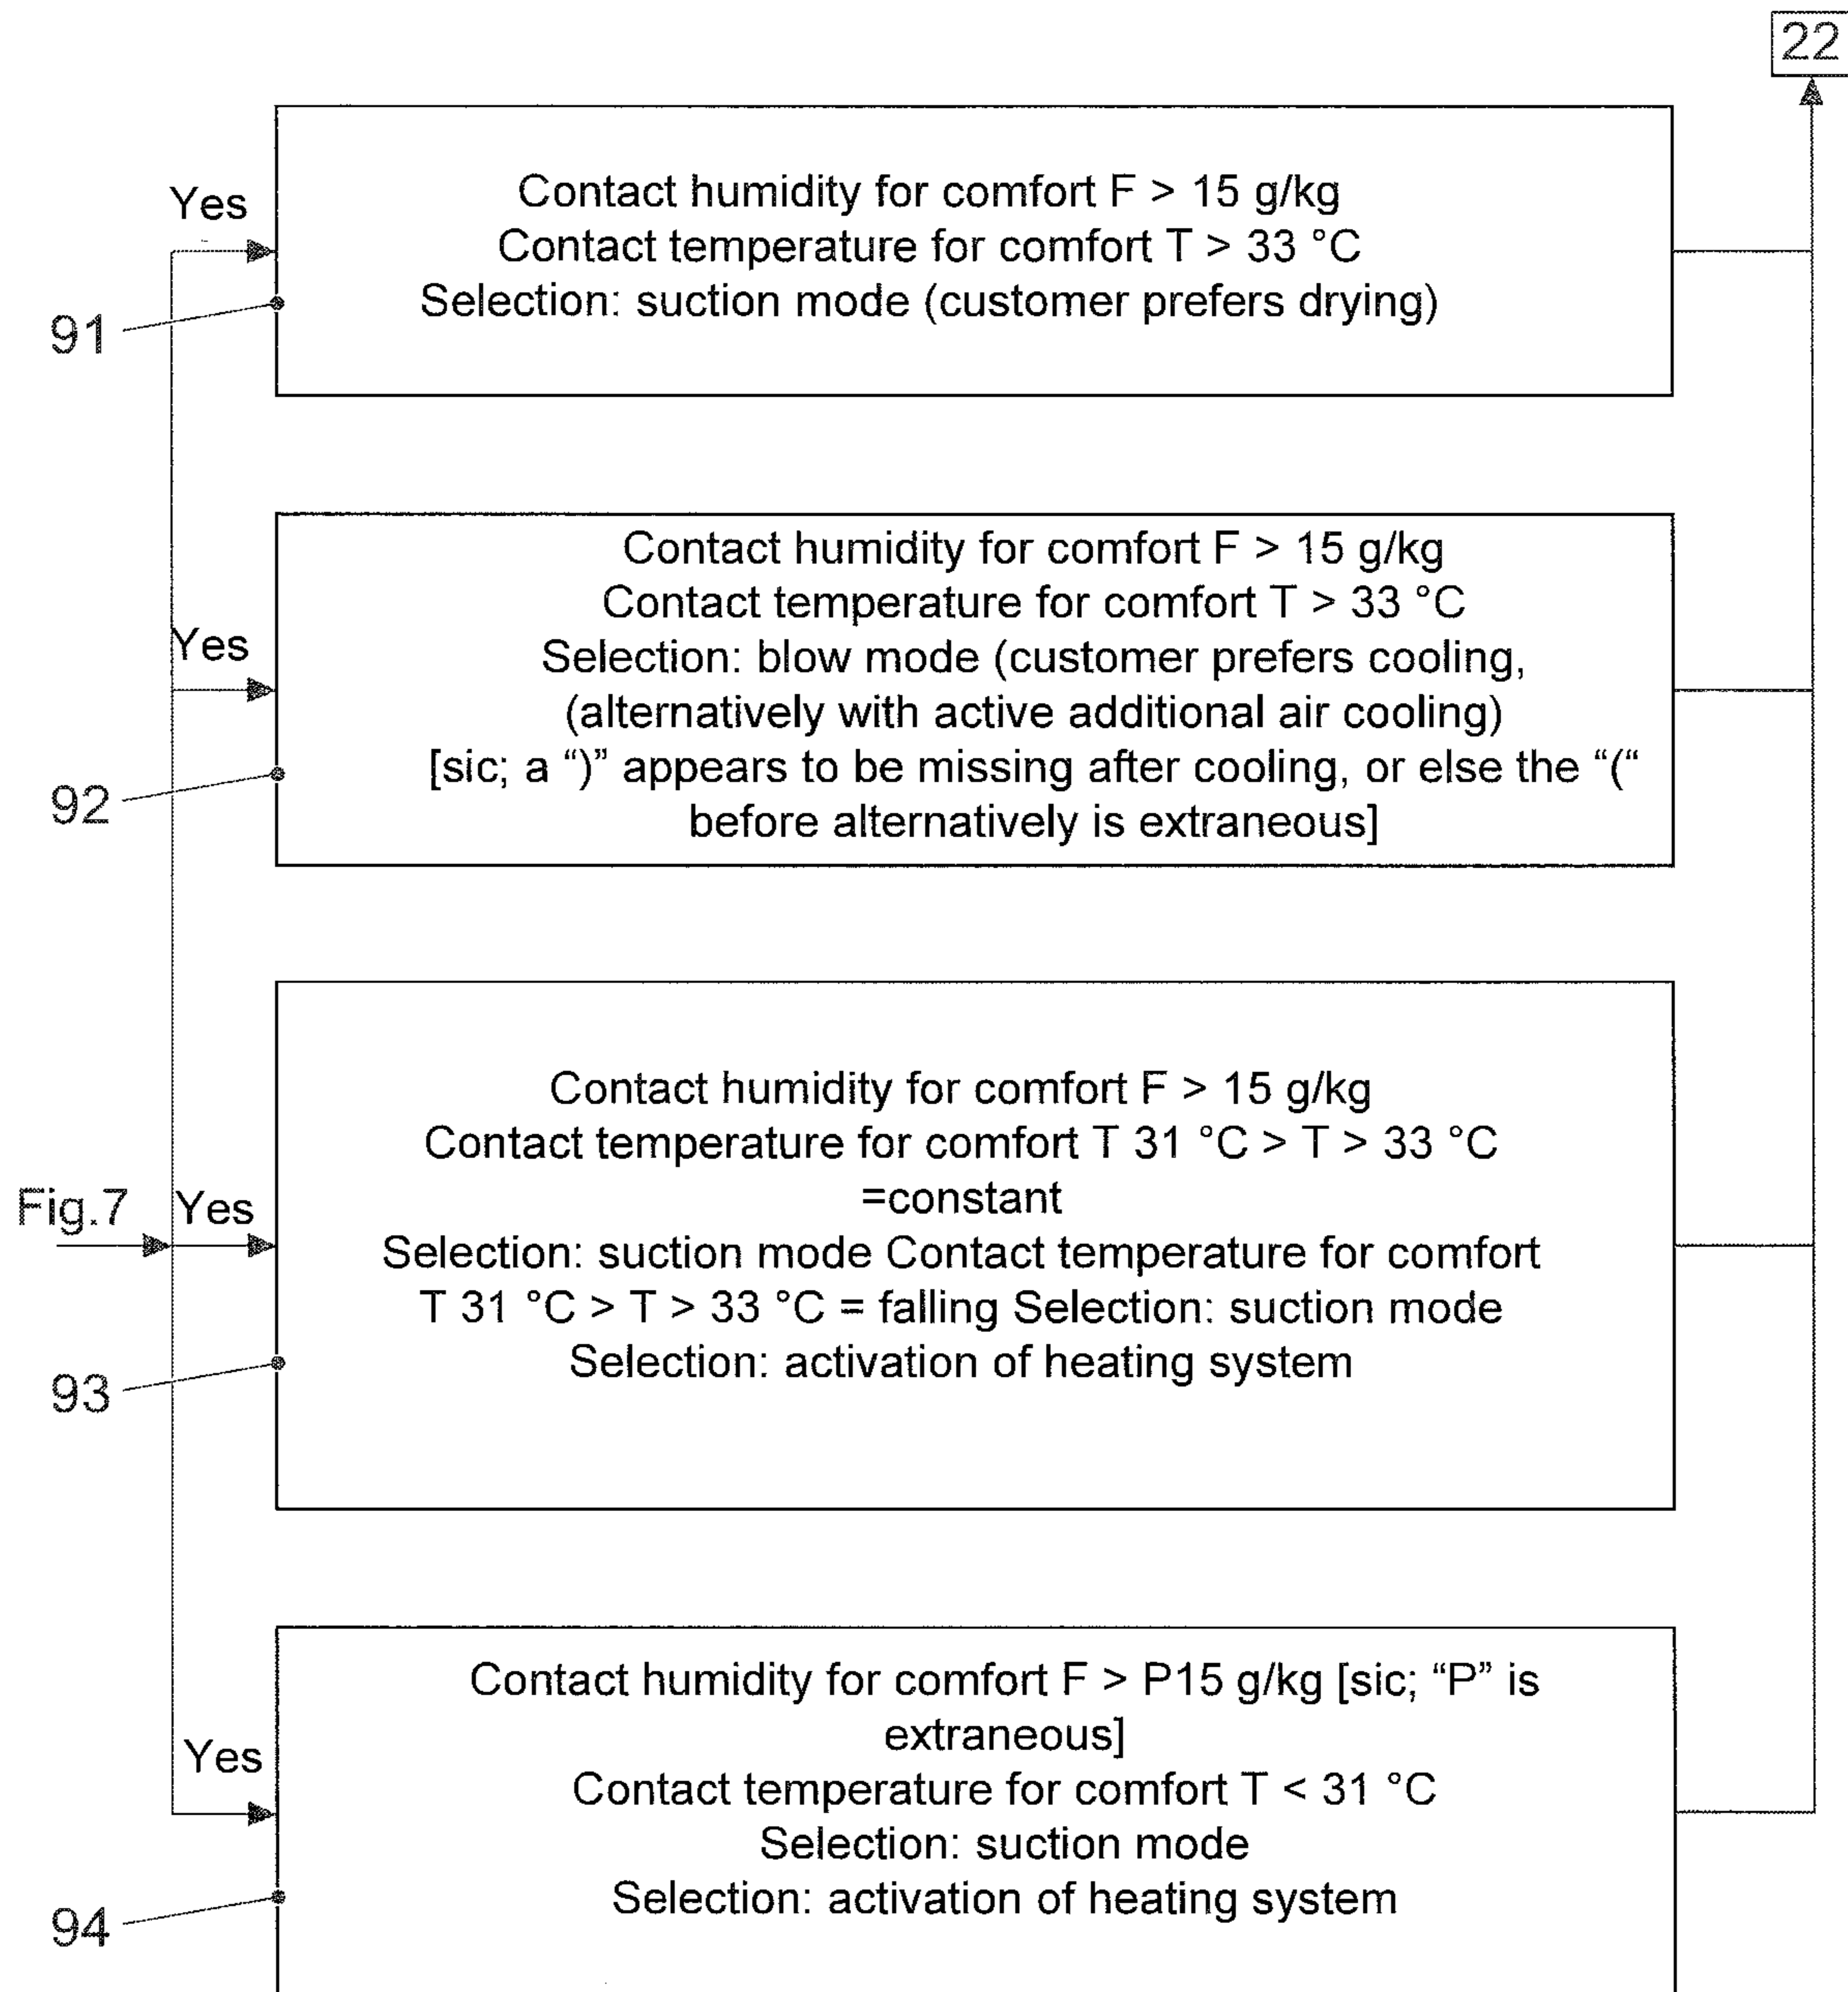 22
Yes
Contact humidity for comfort F > 15 g/kg
Contact temperature for comfort T > 33 °C
Selection: suction mode (customer prefers drying)
91
Yes
Contact humidity for comfort F > 15 g/kg
Contact temperature for comfort T > 33 °C
Selection: blow mode (customer prefers cooling,
(alternatively with active additional air cooling)
[sic; a “)” appears to be missing after cooling, or else the “(“
before alternatively is extraneous]
92
Fig.7
Yes
Contact humidity for comfort F > 15 g/kg
Contact temperature for comfort T 31 °C > T > 33 °C
=constant
Selection: suction mode Contact temperature for comfort
T 31 °C > T > 33 °C = falling Selection: suction mode
Selection: activation of heating system
93
Yes
Contact humidity for comfort F > P15 g/kg [sic; “P” is
extraneous]
Contact temperature for comfort T < 31 °C
Selection: suction mode
Selection: activation of heating system
94